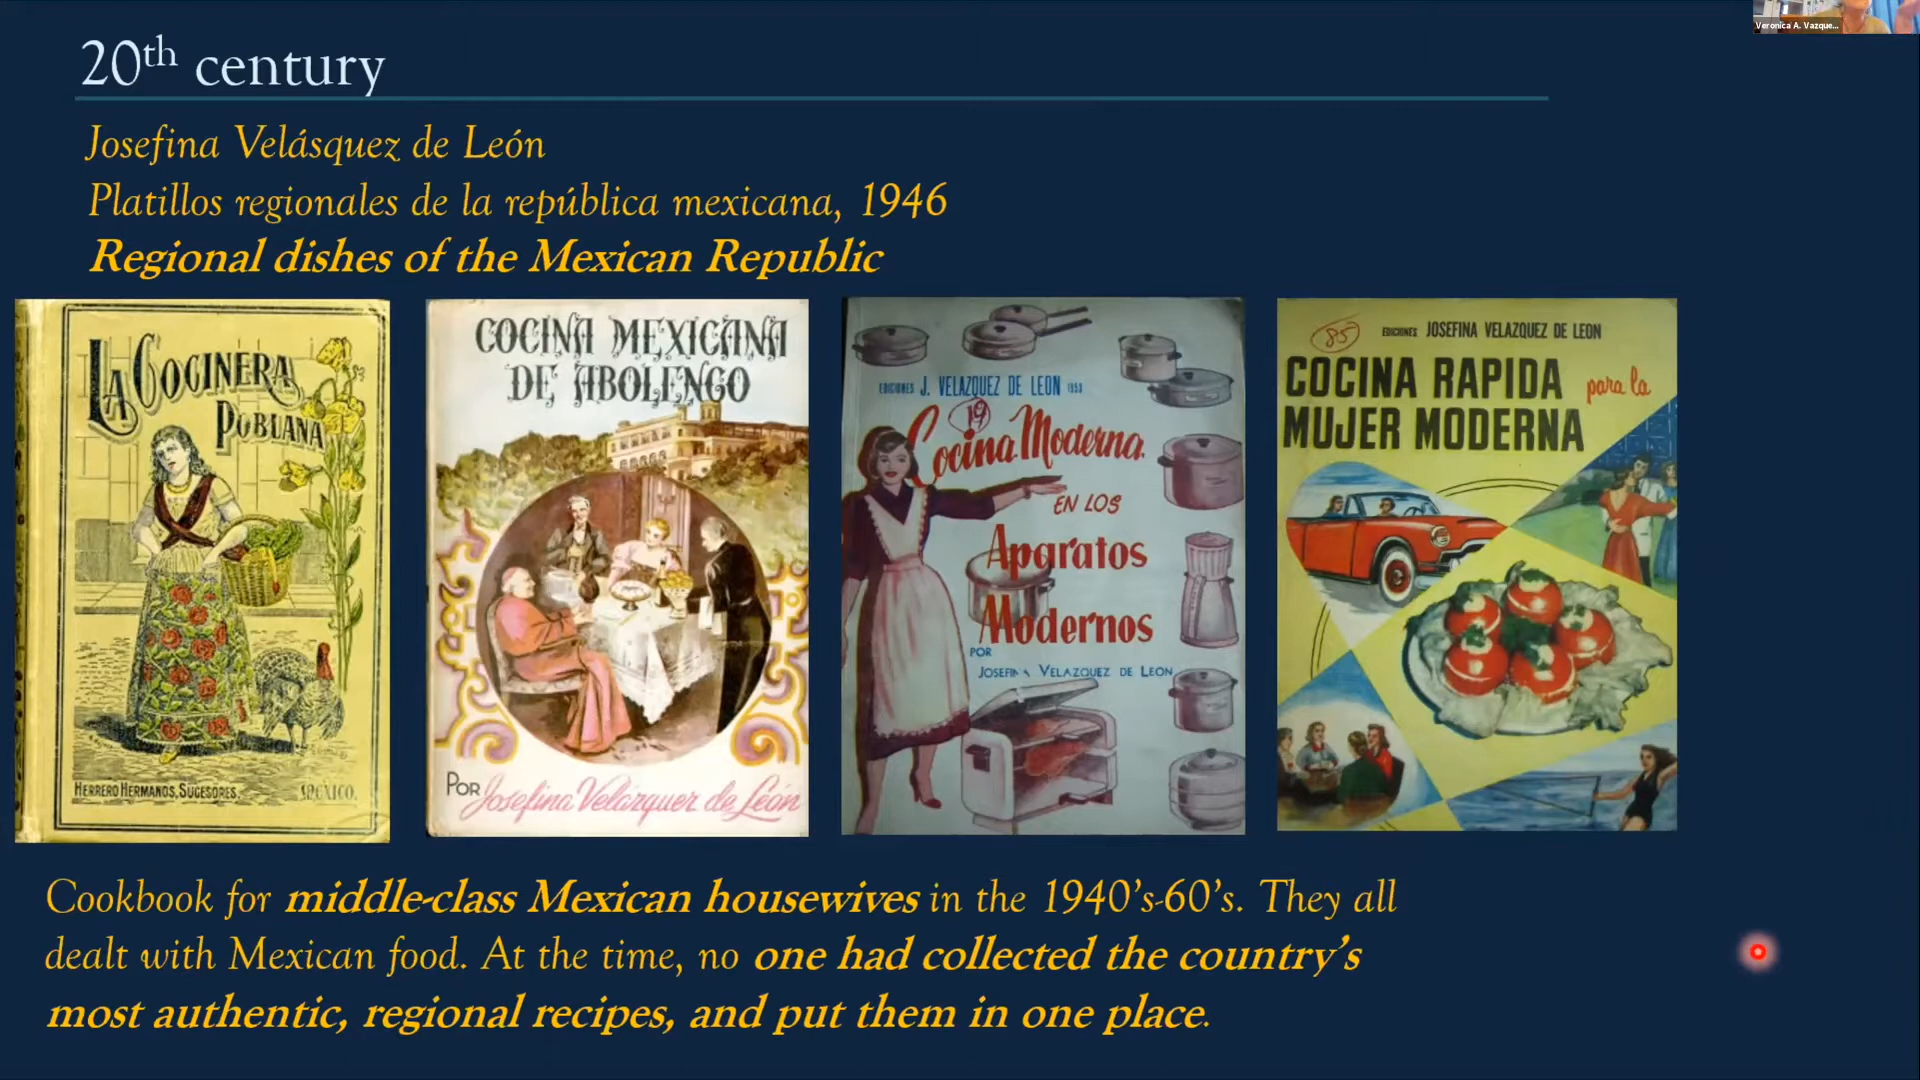 Veronica A. Vazque...
20th century
Josefina Velásquez de León
Platillos regionales de la república mexicana, 1946
Regional dishes of the Mexican Republic
LA COCINERA
POBLANA
HERRERO HERMANOS, SUCESORES.
MÉXICO.
COCINA MEXICANA
DE ABOLENGO
POR Josefina Velázquez de León
EDICIONES J. VELAZQUEZ DE LEON
19
Cocina Moderna
EN LOS
Aparatos
Modernos
POR
JOSEFINA VELAZQUEZ DE LEON
85
EDICIONES JOSEFINA VELAZQUEZ DE LEON
COCINA RAPIDA para la
MUJER MODERNA
Cookbook for middle-class Mexican housewives in the 1940's-60's. They all
dealt with Mexican food. At the time, no one had collected the country's
most authentic, regional recipes, and put them in one place.